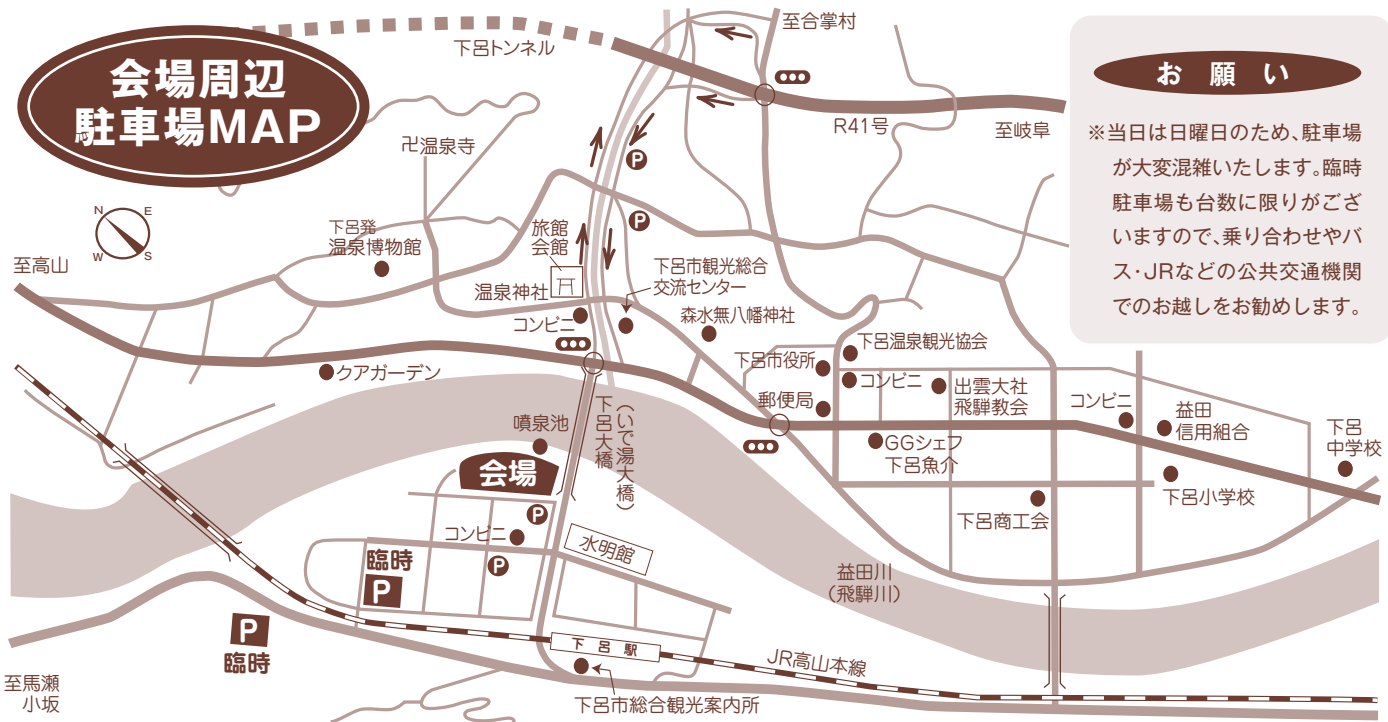 会場周辺
駐車場MAP
下呂トンネル
至合掌村
R41号
至岐阜
お願い
※当日は日曜日のため、駐車場
が大変混雑いたします。臨時
駐車場も台数に限りがござ
いますので、乗り合わせやバ
ス・JRなどの公共交通機関
でのお越しをお勧めします。
卍温泉寺
P
N
E
W
S
下呂発
温泉博物館
旅館
会館
P
至高山
温泉神社
下呂市観光総合
交流センター
コンビニ
森水無八幡神社
下呂温泉観光協会
下呂市役所
クアガーデン
コンビニ
出雲大社
飛騨教会
郵便局
コンビニ
益田
信用組合
下呂
中学校
噴泉池
下呂大橋
(いで湯大橋)
GGシェフ
下呂魚介
会場
下呂小学校
P
下呂商工会
コンビニ
水明館
臨時
P
P
益田川
(飛騨川)
P
臨時
下呂駅
JR高山本線
至馬瀬
小坂
下呂市総合観光案内所